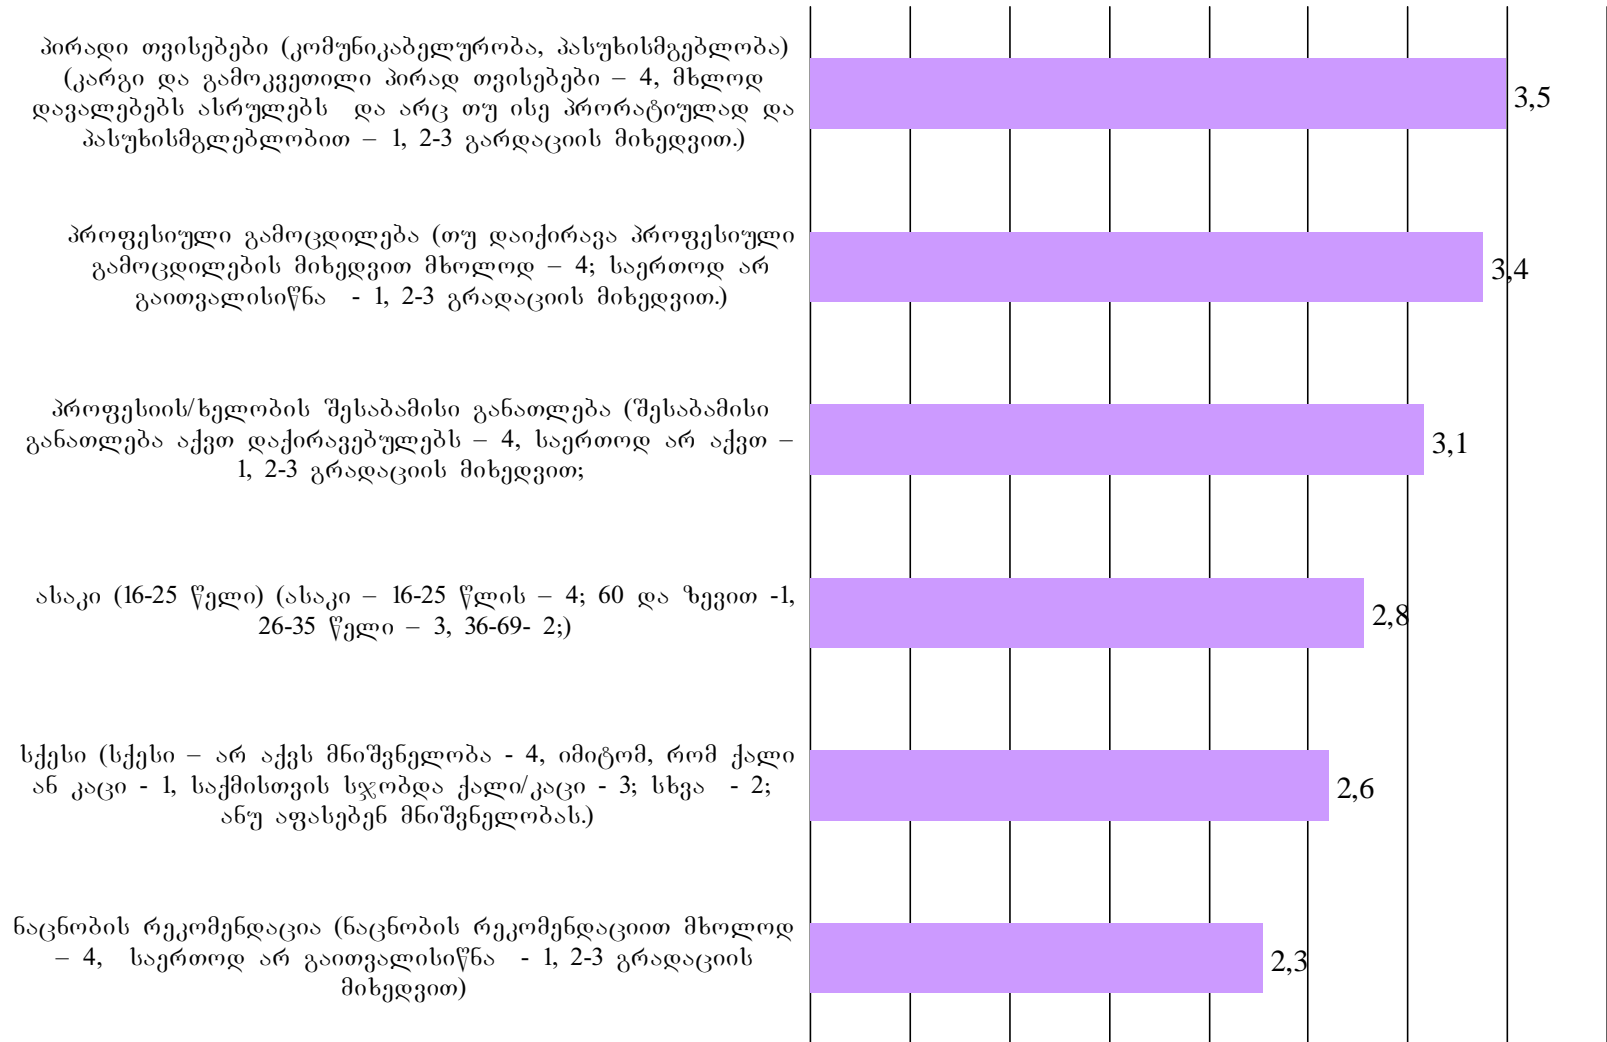 პირადი თვისებები (კომუნიკაბელურობა, პასუხისმგებლობა)
(კარგი და გამოკვეთილი პირად თვისებები – 4, მხლოდ
დავალებებს ასრულებს და არც თუ ისე პრორატიულად და
პასუხისმგლებლობით – 1, 2-3 გარდაციის მიხედვით.)
3,5
პროფესიული გამოცდილება (თუ დაიქირავა პროფესიული
გამოცდილების მიხედვით მხოლოდ – 4; საერთოდ არ
გაითვალისიწნა - 1, 2-3 გრადაციის მიხედვით.)
3,4
პროფესიის/ხელობის შესაბამისი განათლება (შესაბამისი
განათლება აქვთ დაქირავებულებს – 4, საერთოდ არ აქვთ –
1, 2-3 გრადაციის მიხედვით;
3,1
ასაკი (16-25 წელი) (ასაკი – 16-25 წლის – 4; 60 და ზევით -1,
26-35 წელი – 3, 36-69- 2;)
2,8
სქესი (სქესი – არ აქვს მნიშვნელობა - 4, იმიტომ, რომ ქალი
ან კაცი - 1, საქმისთვის სჯობდა ქალი/კაცი - 3; სხვა - 2;
ანუ აფასებენ მნიშვნელობას.)
2,6
ნაცნობის რეკომენდაცია (ნაცნობის რეკომენდაციით მხოლოდ
– 4, საერთოდ არ გაითვალისიწნა - 1, 2-3 გრადაციის
მიხედვით)
2,3